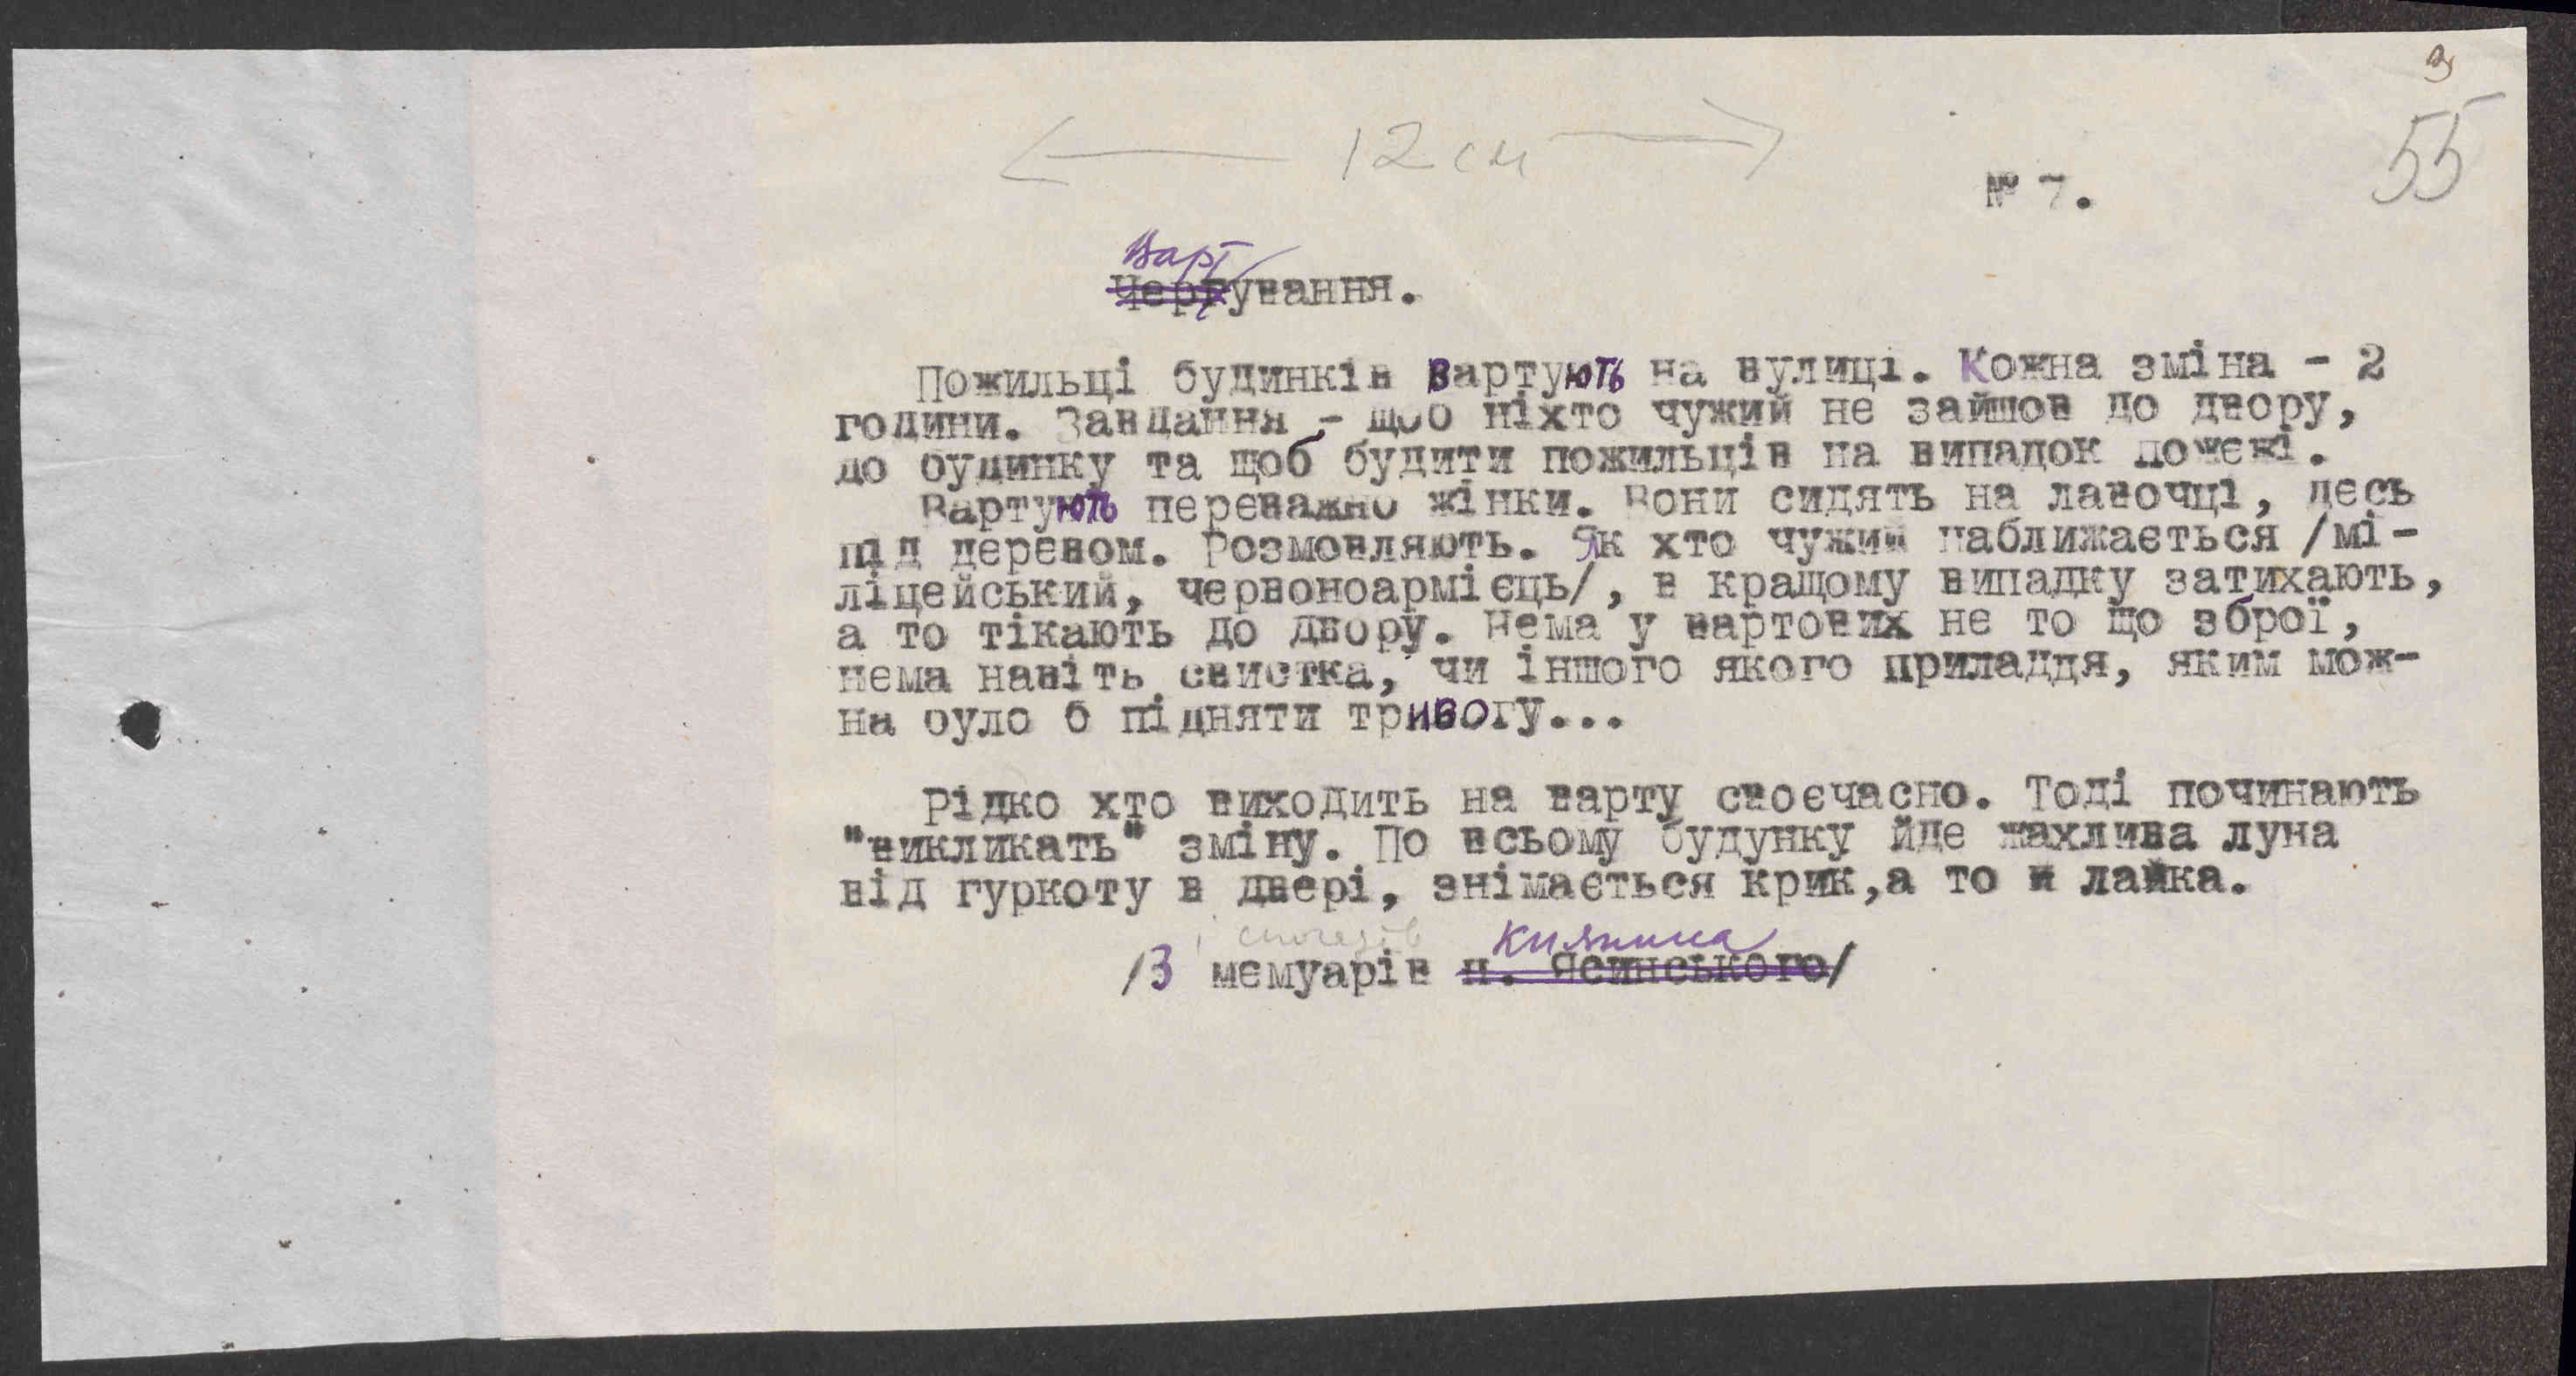 3
55
← 12 см →
№ 7.
Варт
Чергування.
Пожильці будинків вартують на вулиці. Кожна зміна - 2
години. Завдання - щоб ніхто чужий не зайшов до двору,
до будинку та щоб будити пожильців на випадок пожежі.
Вартують переважно жінки. Вони сидять на лавочці, десь
під деревом. Розмовляють. Як хто чужий наближається /мі-
ліцейський, червоноармієць/, в кращому випадку затихають,
а то тікають до двору. Нема у вартових не то що зброї,
нема навіть свистка, чи іншого якого приладдя, яким мож-
на було б підняти тривогу...
Рідко хто виходить на варту своєчасно. Тоді починають
"викликать" зміну. По всьому будунку йде жахлива луна
від гуркоту в двері, знімається крик,а то й лайка.
спогадів киянина
/З мемуарів п. Ясинського/